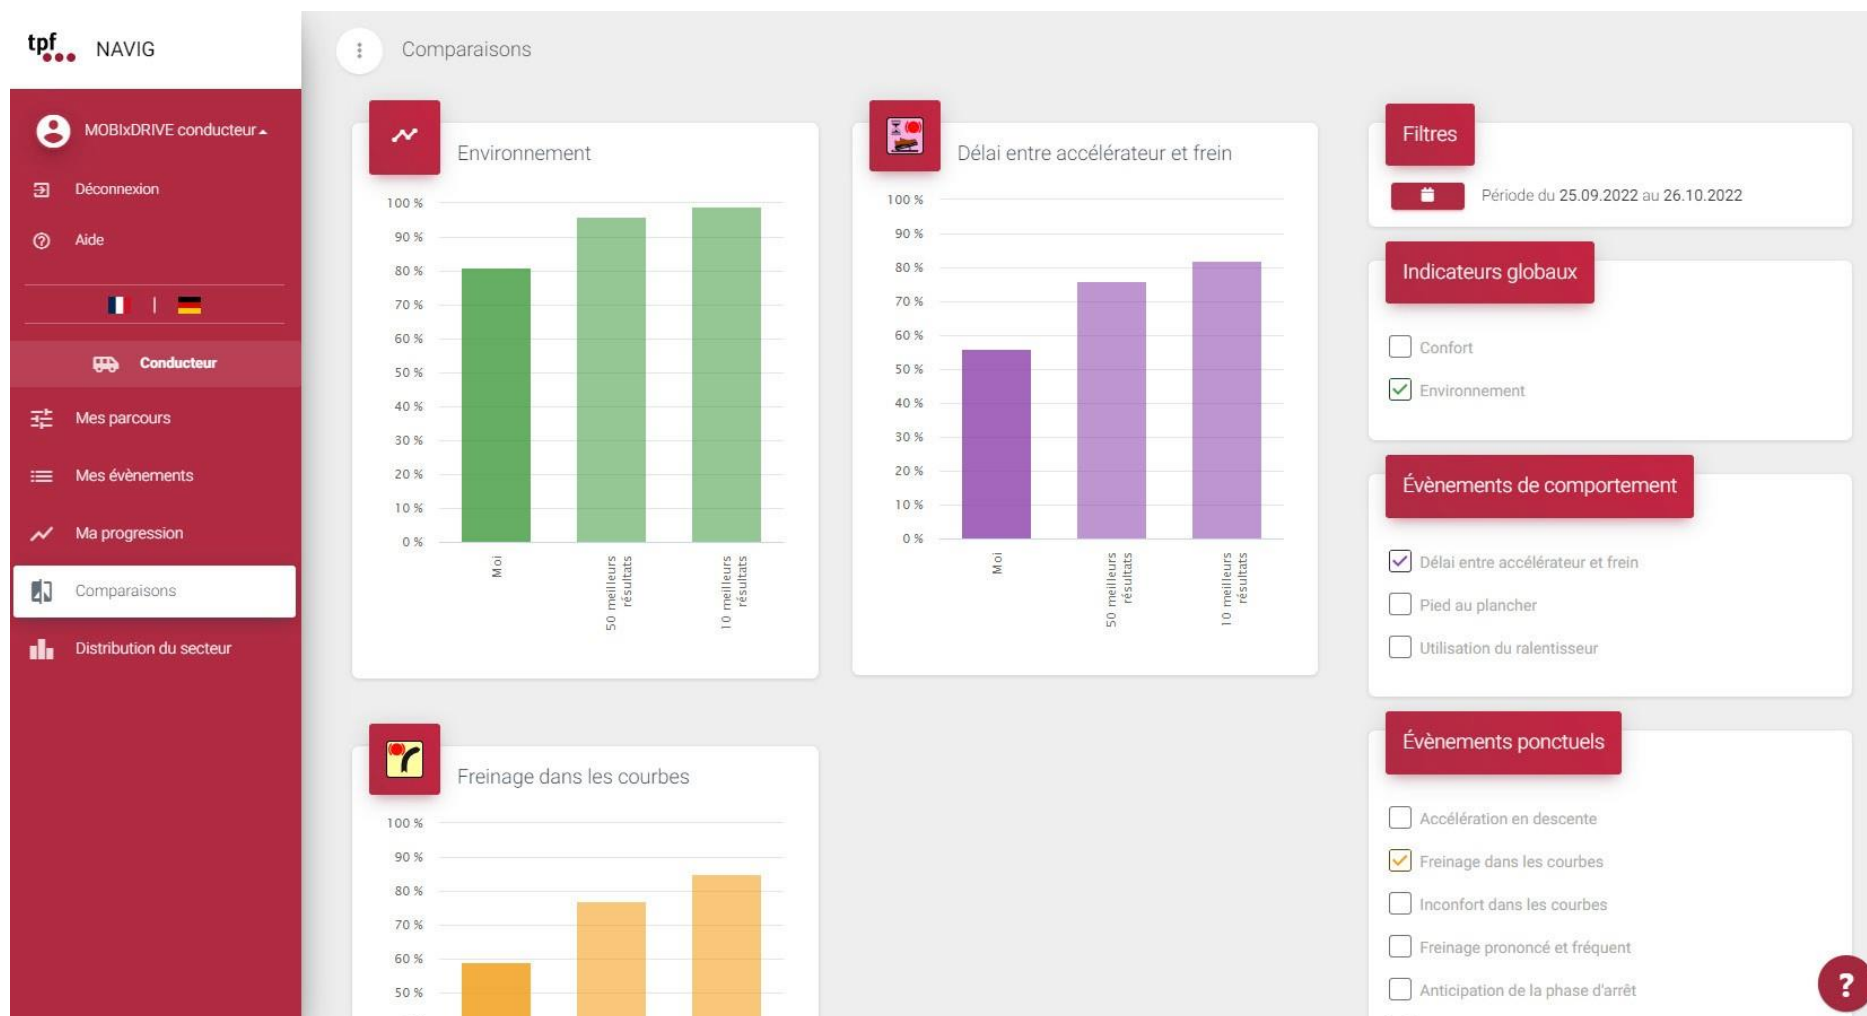 tpf
NAVIG
MOBIxDRIVE conducteur
Déconnexion
Aide
Conducteur
Mes parcours
Mes évènements
Ma progression
Comparaisons
Distribution du secteur
Comparaisons
Environnement
100 %
90 %
80 %
70 %
60 %
50 %
40 %
30 %
20 %
10 %
0 %
Moi
50 meilleurs
résultats
10 meilleurs
résultats
Délai entre accélérateur et frein
100 %
90 %
80 %
70 %
60 %
50 %
40 %
30 %
20 %
10 %
0 %
Moi
50 meilleurs
résultats
10 meilleurs
résultats
Freinage dans les courbes
100 %
90 %
80 %
70 %
60 %
50 %
Filtres
Période du 25.09.2022 au 26.10.2022
Indicateurs globaux
Confort
Environnement
Évènements de comportement
Délai entre accélérateur et frein
Pied au plancher
Utilisation du ralentisseur
Évènements ponctuels
Accélération en descente
Freinage dans les courbes
Inconfort dans les courbes
Freinage prononcé et fréquent
Anticipation de la phase d'arrêt
?